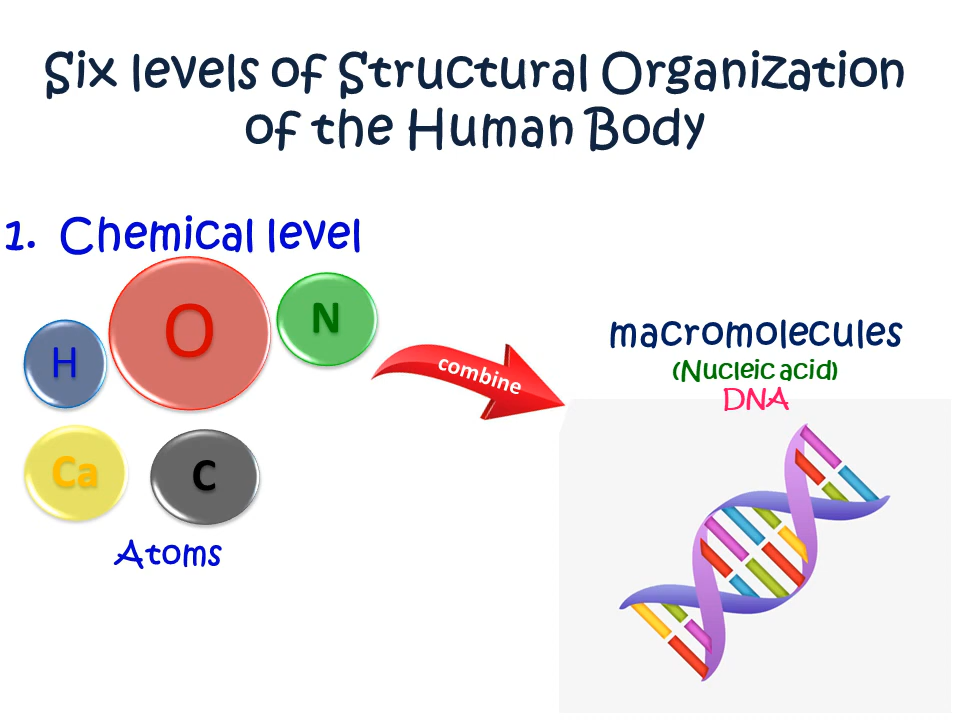 Six levels of Structural Organization
of the Human Body
1. Chemical level
H
O
N
Ca
C
Atoms
combine
macromolecules
(Nucleic acid)
DNA